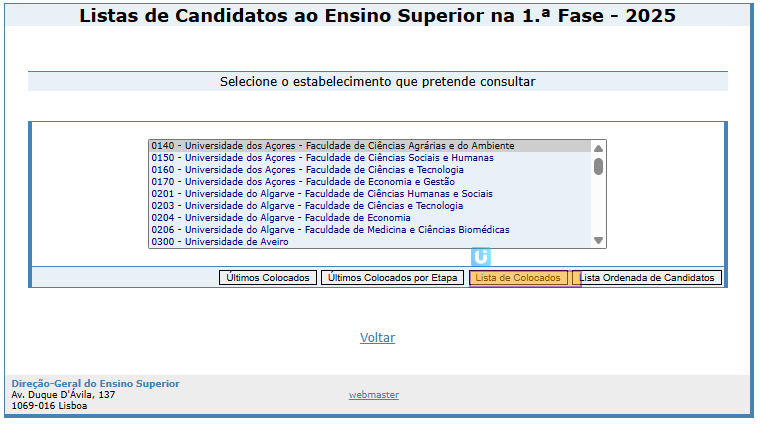 Listas de Candidatos ao Ensino Superior na 1.ª Fase - 2025
Selecione o estabelecimento que pretende consultar
0140 - Universidade dos Açores - Faculdade de Ciências Agrárias e do Ambiente
0150 - Universidade dos Açores - Faculdade de Ciências Sociais e Humanas
0160 - Universidade dos Açores - Faculdade de Ciências e Tecnologia
0170 - Universidade dos Açores - Faculdade de Economia e Gestão
0201 - Universidade do Algarve - Faculdade de Ciências Humanas e Sociais
0203 - Universidade do Algarve - Faculdade de Ciências e Tecnologia
0204 - Universidade do Algarve - Faculdade de Economia
0206 - Universidade do Algarve - Faculdade de Medicina e Ciências Biomédicas
0300 - Universidade de Aveiro
Últimos Colocados Últimos Colocados por Etapa Lista de Colocados Lista Ordenada de Candidatos
Voltar
Direção-Geral do Ensino Superior
Av. Duque D'Ávila, 137 webmaster
1069-016 Lisboa